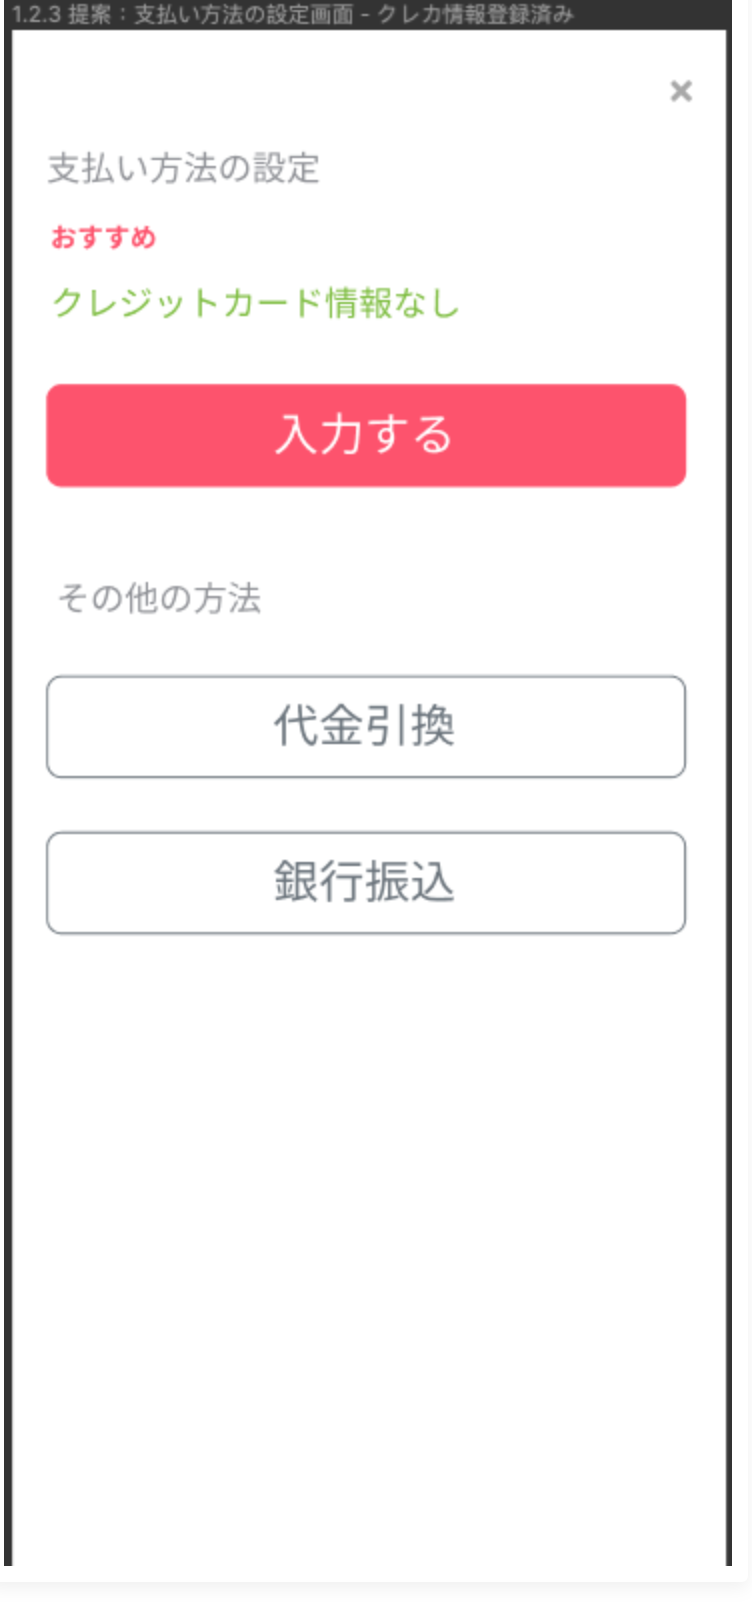 1.2.3 提案：支払い方法の設定画面 - クレカ情報登録済み
×
支払い方法の設定
おすすめ
クレジットカード情報なし
入力する
その他の方法
代金引換
銀行振込